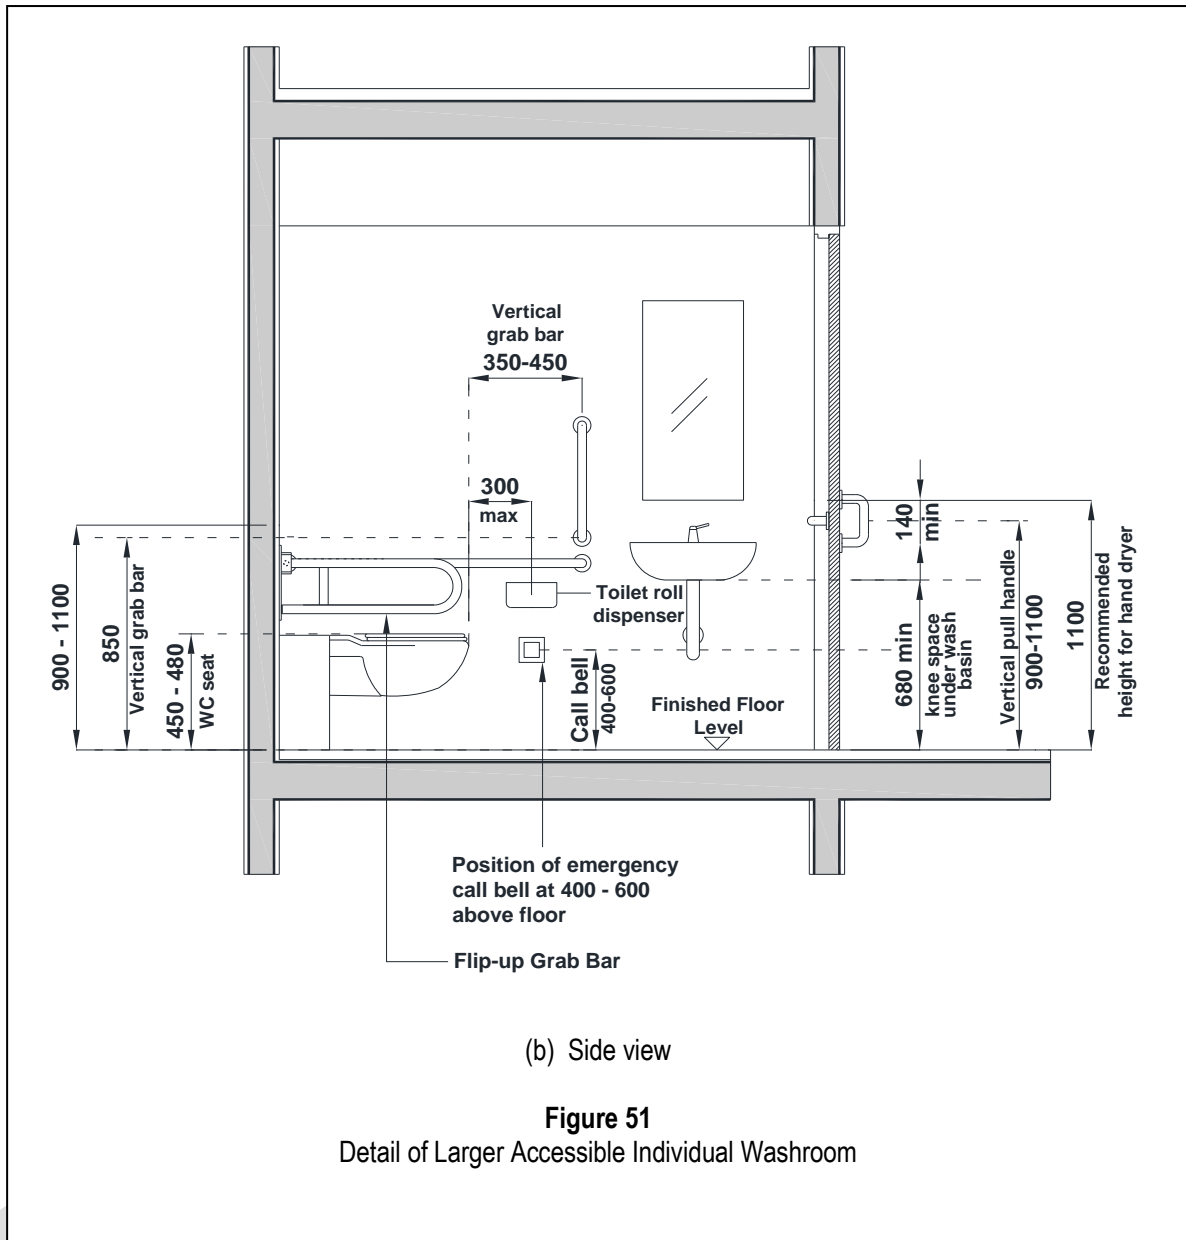 Vertical
grab bar
350-450
300
max
140
min
900 - 1100
850
Vertical grab bar
450 - 480
WC seat
Toilet roll
dispenser
Call bell
400-600
Finished Floor
Level
680 min
knee space
under wash
basin
Vertical pull handle
900-1100
1100
Recommended
height for hand dryer
Position of emergency
call bell at 400 - 600
above floor
Flip-up Grab Bar
(b) Side view
Figure 51
Detail of Larger Accessible Individual Washroom